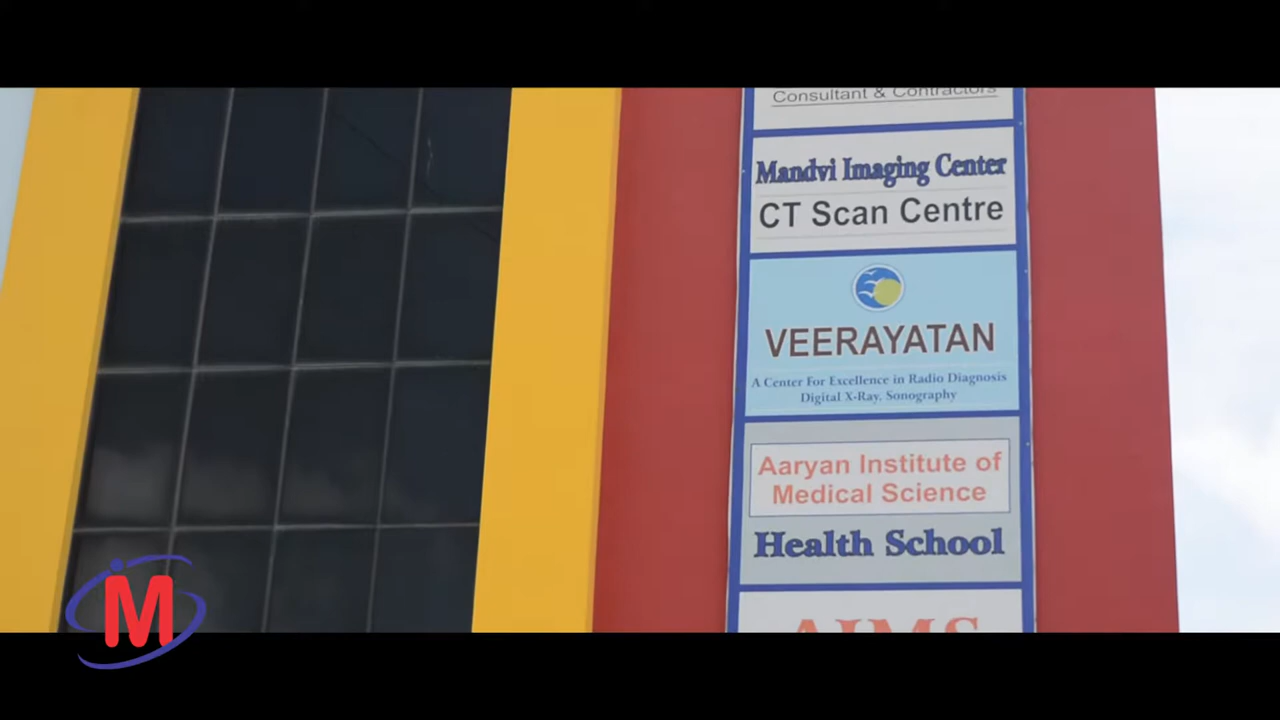 Consultant & Contractors
Mandvi Imaging Center
CT Scan Centre
VEERAYATAN
A Center For Excellence in Radio Diagnosis
Digital X-Ray. Sonography
Aaryan Institute of
Medical Science
Health School
AIMS
M